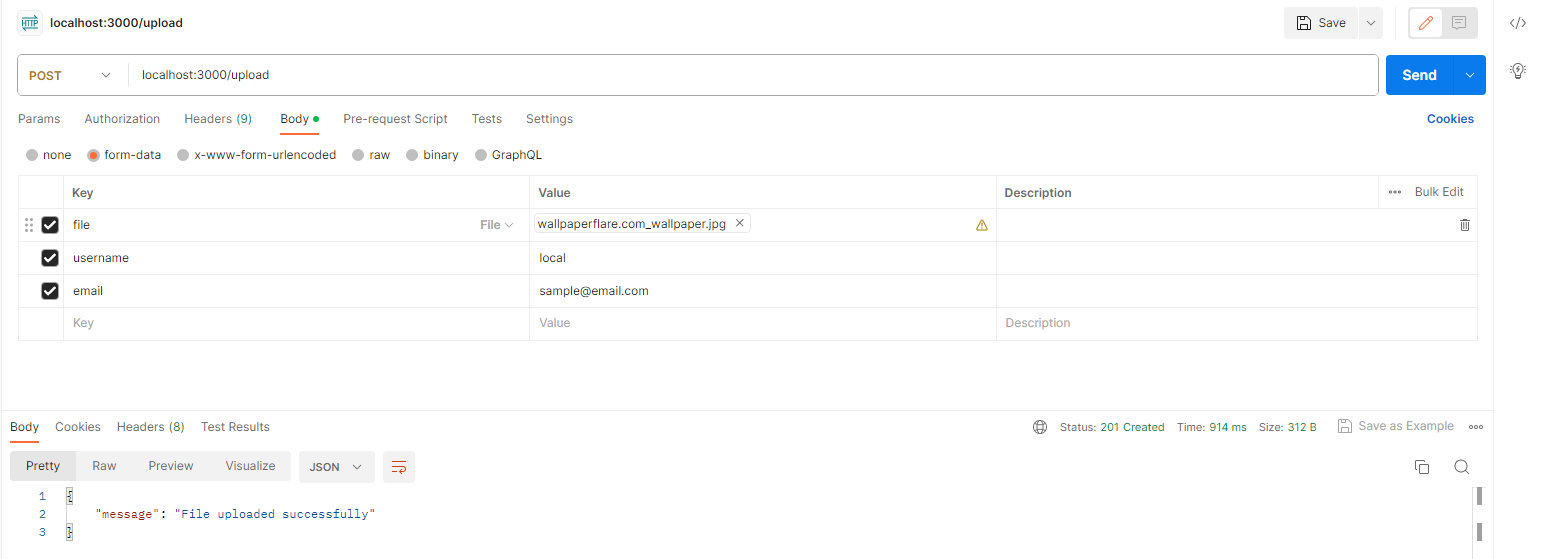 HTTP localhost:3000/upload Save
POST localhost:3000/upload Send
Params Authorization Headers (9) Body Pre-request Script Tests Settings Cookies
none form-data x-www-form-urlencoded raw binary GraphQL
Key Value Description Bulk Edit
file File wallpaperflare.com_wallpaper.jpg
username local
email sample@email.com
Key Value Description
Body Cookies Headers (8) Test Results Status: 201 Created Time: 914 ms Size: 312 B Save as Example
Pretty Raw Preview Visualize JSON
1 {
2 "message": "File uploaded successfully"
3 }